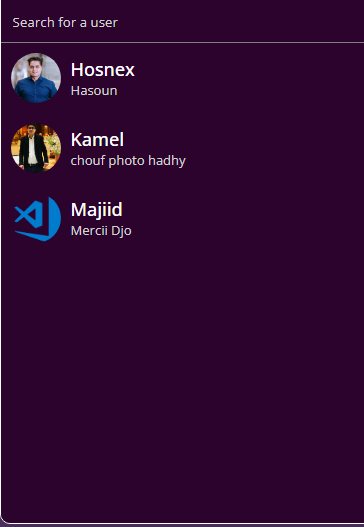 Search for a user
Hosnex
Hasoun
Kamel
chouf photo hadhy
Majiid
Mercii Djo